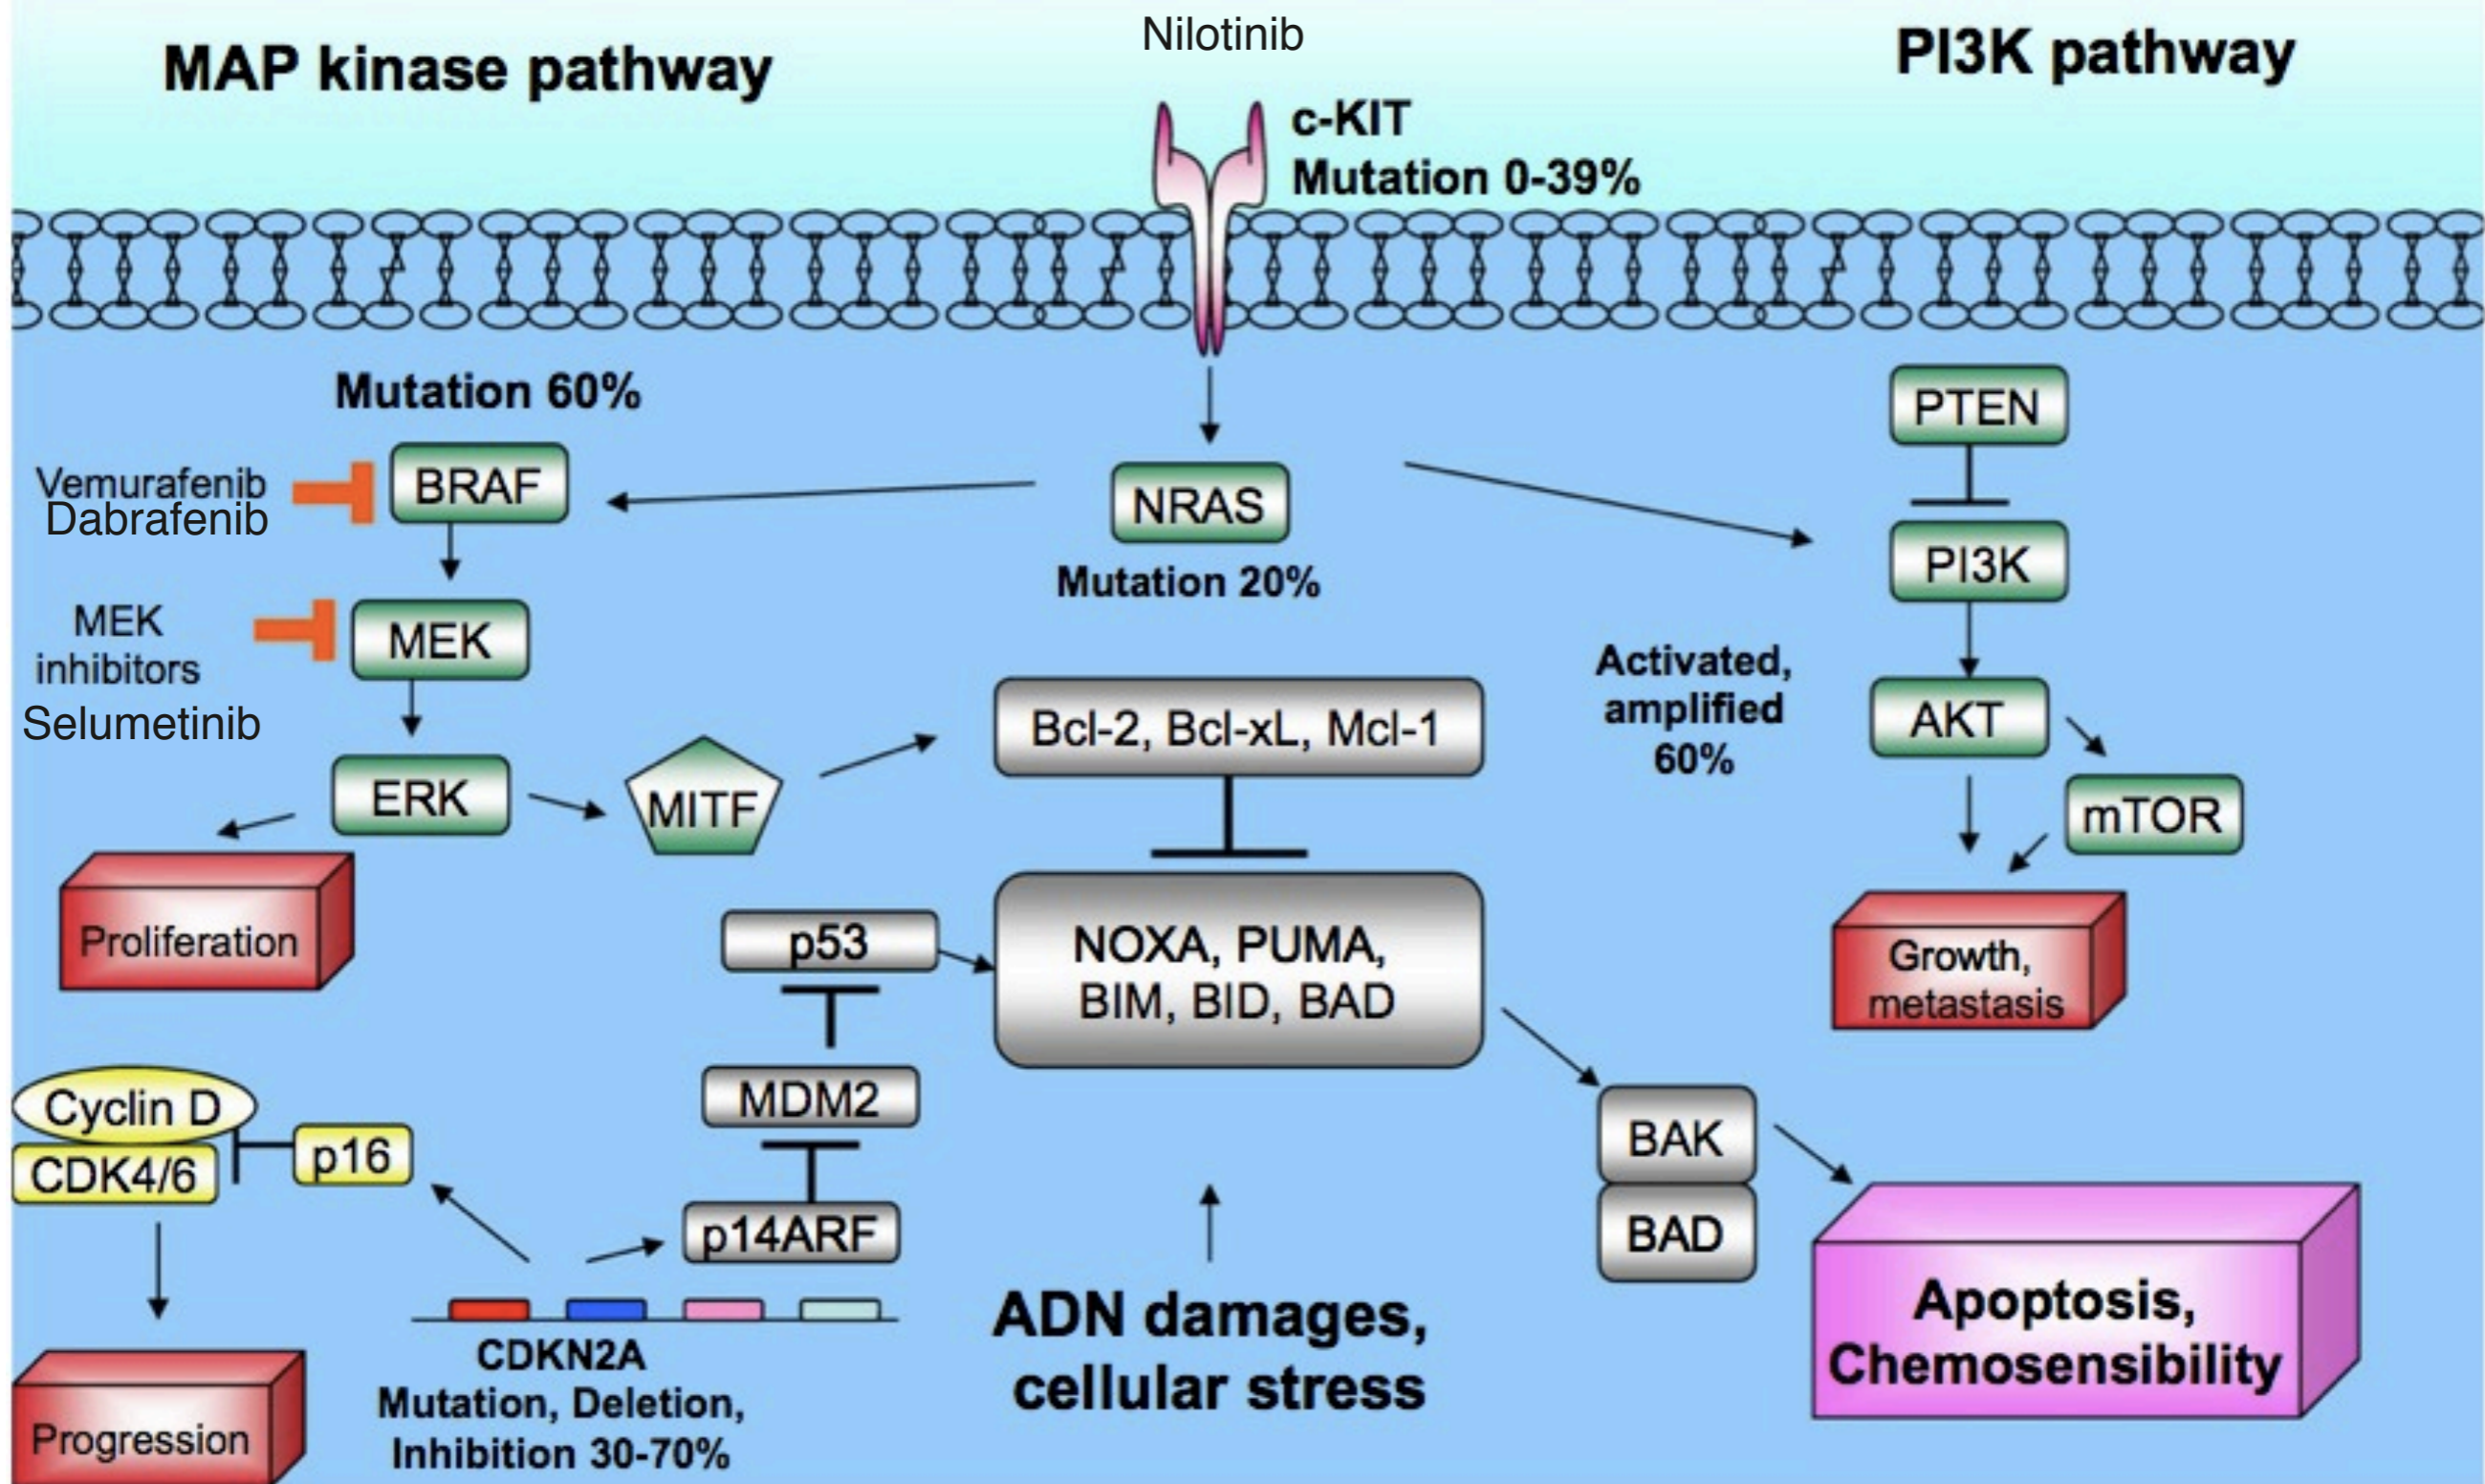 Nilotinib
MAP kinase pathway
PI3K pathway
c-KIT
Mutation 0-39%
Mutation 60%
PTEN
Vemurafenib
Dabrafenib
BRAF
NRAS
Mutation 20%
PI3K
MEK
inhibitors
Selumetinib
MEK
Activated,
amplified
60%
AKT
mTOR
Bcl-2, Bcl-xL, Mcl-1
ERK
MITF
Proliferation
p53
NOXA, PUMA,
BIM, BID, BAD
Growth,
metastasis
MDM2
Cyclin D
CDK4/6
p16
p14ARF
BAK
BAD
CDKN2A
Mutation, Deletion,
Inhibition 30-70%
ADN damages,
cellular stress
Apoptosis,
Chemosensibility
Progression